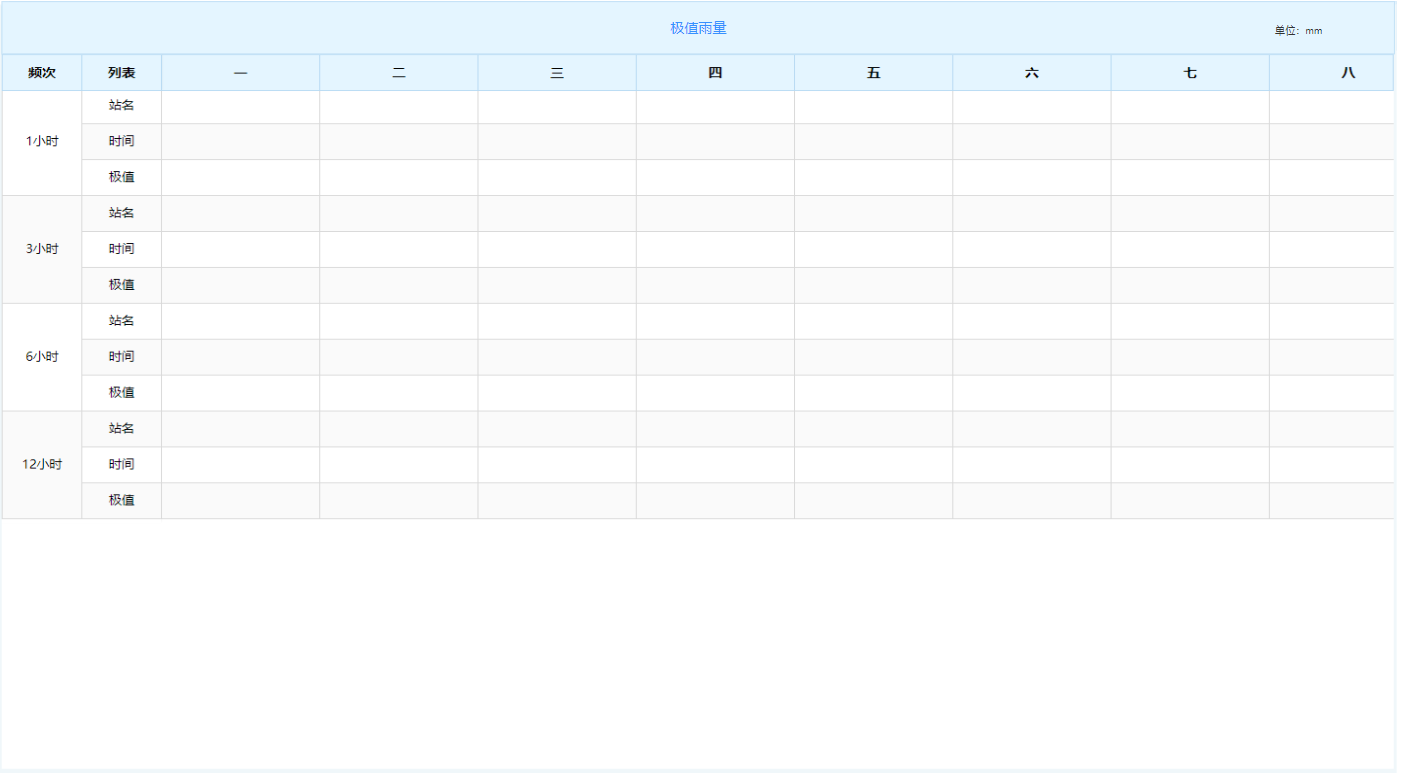 极值雨量
单位：mm
频次 列表 一 二 三 四 五 六 七 八
站名
1小时 时间
极值
站名
3小时 时间
极值
站名
6小时 时间
极值
站名
12小时 时间
极值